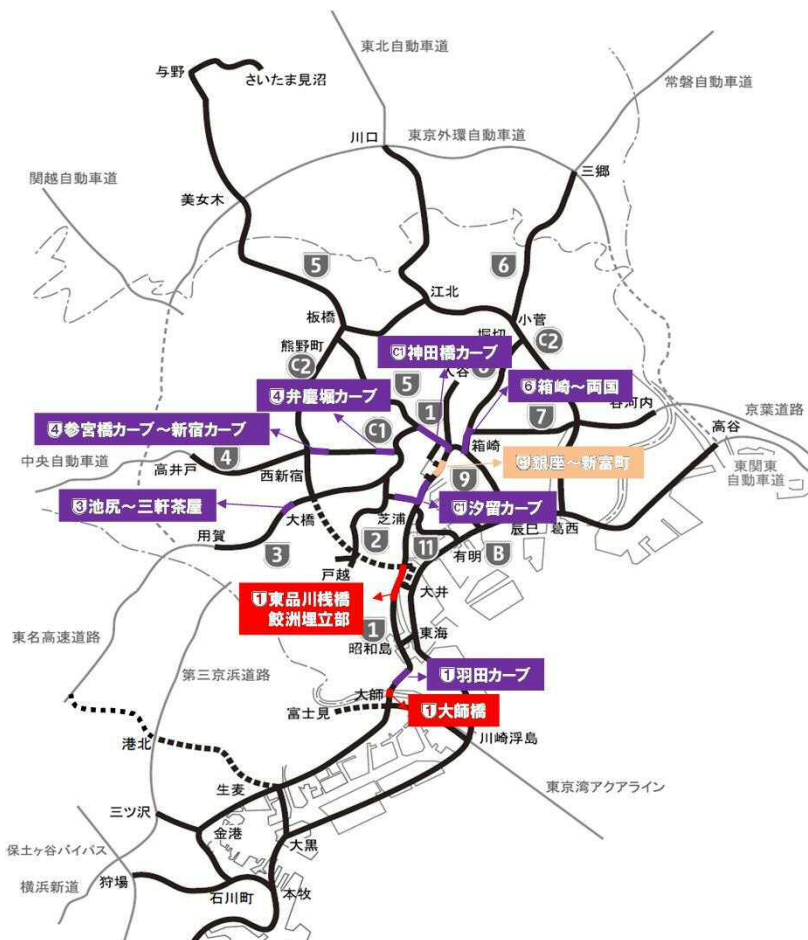 東北自動車道
与野
さいたま見沼
常磐自動車道
川口
東京外環自動車道
三郷
関越自動車道
美女木
5
6
江北
板橋
小菅
堀切
熊野町
C2
C2
C1神田橋カーブ
入谷
6
5
④弁慶堀カーブ
1
⑥箱崎~両国
7
谷河内
京葉道路
④参宮橋カーブ~新宿カーブ
C1
高谷
箱崎
中央自動車道
高井戸
4
西新宿
C1銀座~新富町
東関東
自動車道
9
③池尻~三軒茶屋
大橋
芝浦
C1汐留カーブ
辰巳
葛西
用賀
3
2
11
有明
B
戸越
大井
①東品川桟橋
鮫洲埋立部
1
東海
昭和島
東名高速道路
第三京浜道路
①羽田カーブ
大師
富士見
①大師橋
川崎浮島
港北
東京湾アクアライン
生麦
三ツ沢
金港
大黒
保土ヶ谷バイパス
横浜新道
狩場
石川町
本牧